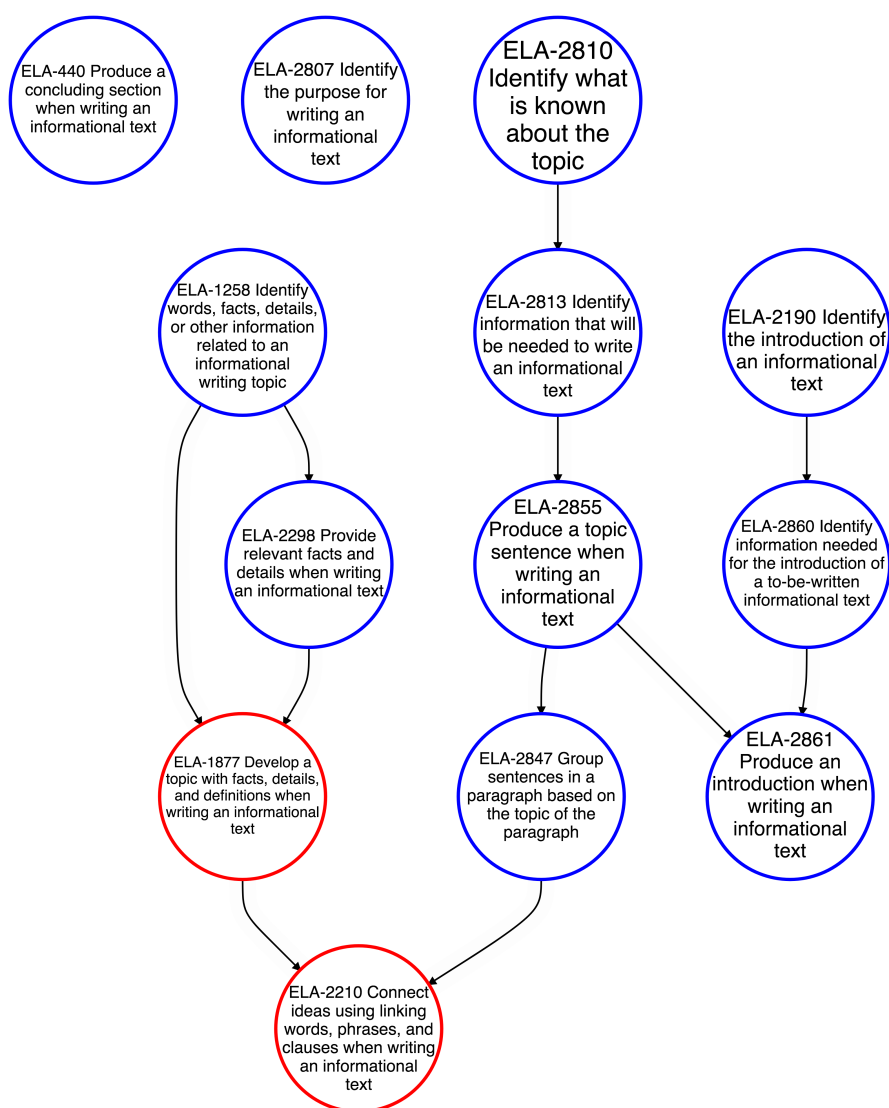 ELA-440 Produce a
concluding section
when writing an
informational text
ELA-2807 Identify
the purpose for
writing an
informational
text
ELA-2810
Identify what
is known
about the
topic
ELA-1258 Identify
words, facts, details,
or other information
related to an
informational
writing topic
ELA-2813 Identify
information that will
be needed to write
an informational
text
ELA-2190 Identify
the introduction of
an informational
text
ELA-2298 Provide
relevant facts and
details when writing
an informational text
ELA-2855
Produce a topic
sentence when
writing an
informational
text
ELA-2860 Identify
information needed
for the introduction of
a to-be-written
informational text
ELA-1877 Develop a
topic with facts, details,
and definitions when
writing an informational
text
ELA-2847 Group
sentences in a
paragraph based on
the topic of the
paragraph
ELA-2861
Produce an
introduction when
writing an
informational
text
ELA-2210 Connect
ideas using linking
words, phrases, and
clauses when writing
an informational
text